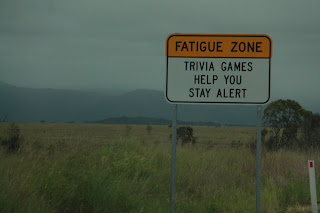 FATIGUE ZONE
TRIVIA GAMES
HELP YOU
STAY ALERT